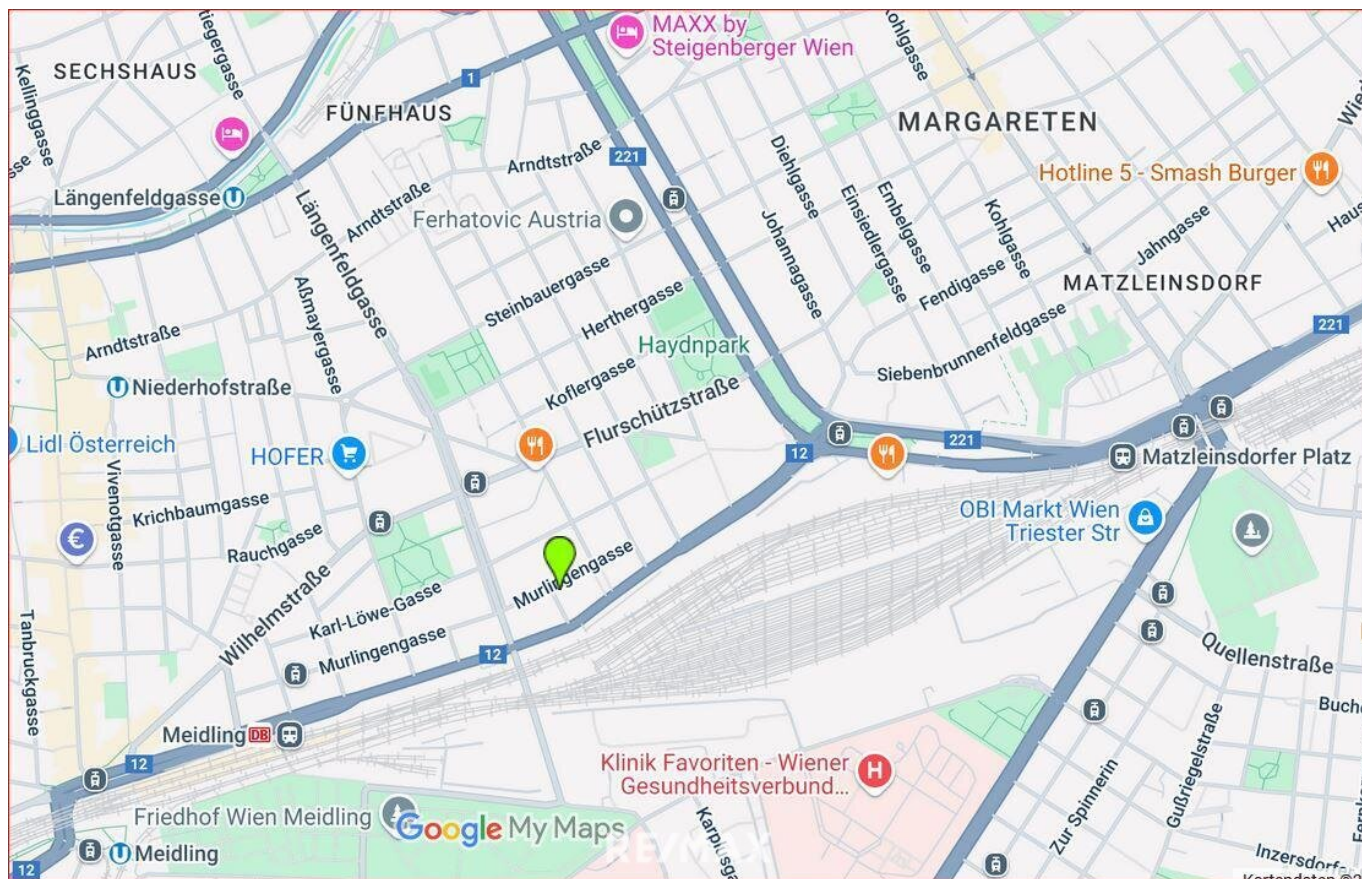 MAXX by
Steigenberger Wien
SECHSHAUS
Kellinggasse
1
FÜNFHAUS
MARGARETEN
Kohlgasse
221
Arndtstraße
Diehlgasse
Hotline 5 - Smash Burger
Längenfeldgasse
Ferhatovic Austria
Arndtstraße
Längenfeldgasse
Johannagasse
Einsiedlergasse
Embelgasse
Kohlgasse
Jahngasse
Steinbauergasse
Fendigasse
MATZLEINSDORF
Aßmayergasse
Herthergasse
221
Arndtstraße
Haydnpark
Siebenbrunnenfeldgasse
Niederhofstraße
Koflergasse
Flurschützstraße
Lidl Österreich
HOFER
12
221
Matzleinsdorfer Platz
Vivenotgasse
Krichbaumgasse
OBI Markt Wien
Triester Str
Rauchgasse
Murlingengasse
Wilhelmstraße
Karl-Löwe-Gasse
Tanbruckgasse
Murlingengasse
12
Quellenstraße
Meidling DB
12
Klinik Favoriten - Wiener
Gesundheitsverbund...
Gußriegelstraße
Friedhof Wien Meidling
Google My Maps
RE/MAX
Zur Spinnerin
Meidling
12